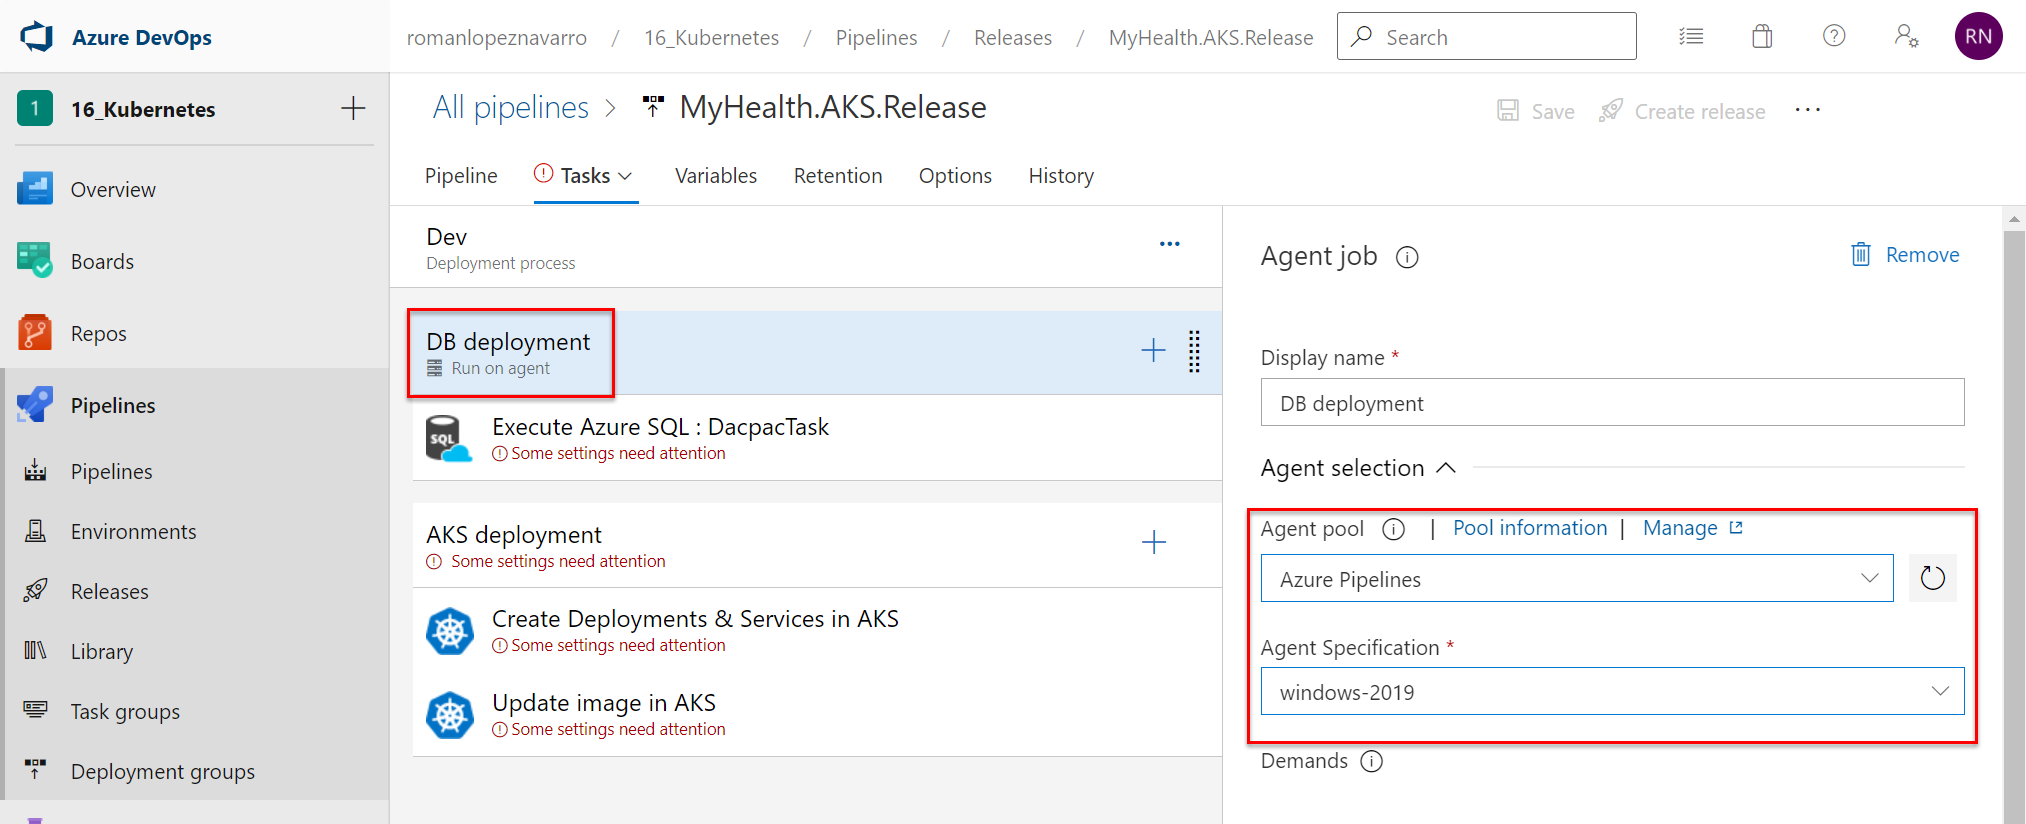 Azure DevOps
romanlopeznavarro / 16_Kubernetes / Pipelines / Releases / MyHealth.AKS.Release
Search
RN
1 16_Kubernetes
Overview
Boards
Repos
Pipelines
Pipelines
Environments
Releases
Library
Task groups
Deployment groups
All pipelines > MyHealth.AKS.Release
Save
Create release
...
Pipeline
Tasks
Variables
Retention
Options
History
Dev
Deployment process
DB deployment
Run on agent
SQL
Execute Azure SQL : DacpacTask
Some settings need attention
AKS deployment
Some settings need attention
Create Deployments & Services in AKS
Some settings need attention
Update image in AKS
Some settings need attention
Agent job
Remove
Display name *
DB deployment
Agent selection
Agent pool | Pool information | Manage
Azure Pipelines
Agent Specification *
windows-2019
Demands